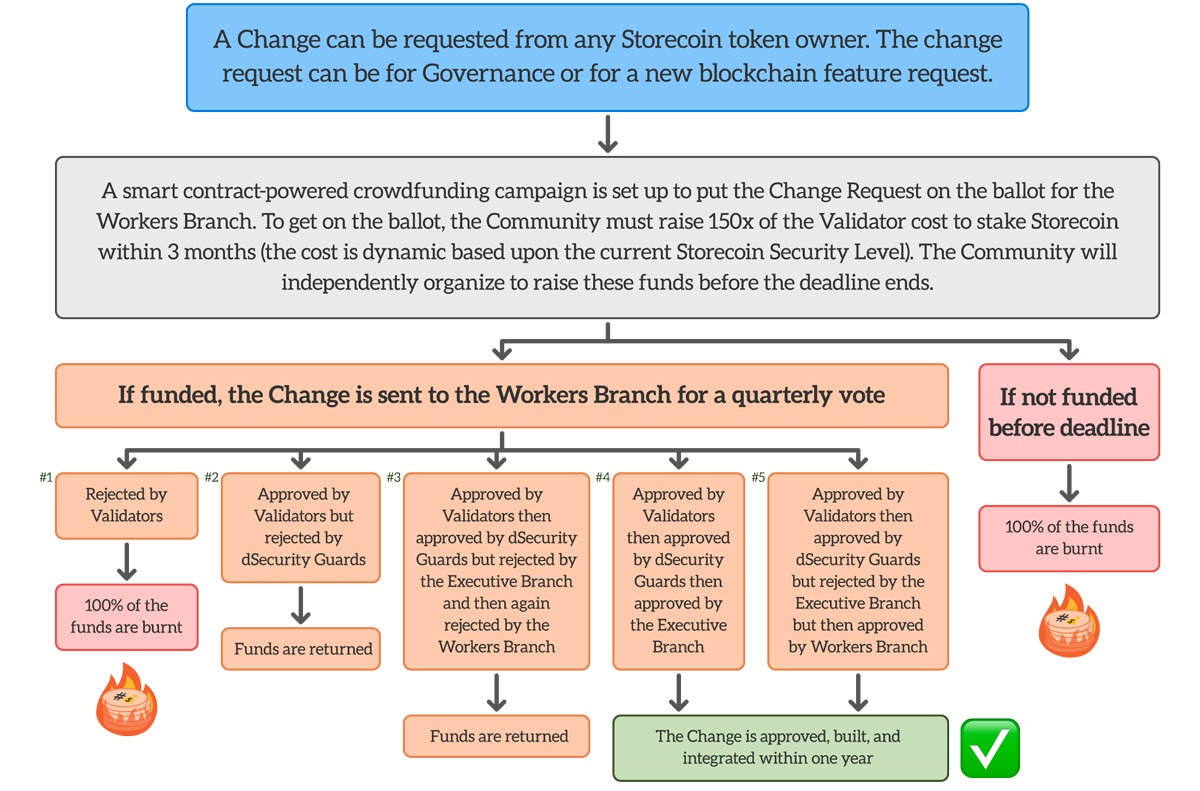 A Change can be requested from any Storecoin token owner. The change
request can be for Governance or for a new blockchain feature request.
A smart contract-powered crowdfunding campaign is set up to put the Change Request on the ballot for the
Workers Branch. To get on the ballot, the Community must raise 150x of the Validator cost to stake Storecoin
within 3 months (the cost is dynamic based upon the current Storecoin Security Level). The Community will
independently organize to raise these funds before the deadline ends.
If funded, the Change is sent to the Workers Branch for a quarterly vote
If not funded
before deadline
100% of the funds
are burnt
#1
Rejected by
Validators
100% of the
funds are burnt
#2
Approved by
Validators but
rejected by
dSecurity Guards
Funds are returned
#3
Approved by
Validators then
approved by dSecurity
Guards but rejected by
the Executive Branch
and then again
rejected by the
Workers Branch
Funds are returned
#4
Approved by
Validators
then approved
by dSecurity
Guards then
approved by
the Executive
Branch
#5
Approved by
Validators then
approved by
dSecurity Guards
but rejected by the
Executive Branch
but then approved
by Workers Branch
The Change is approved, built, and
integrated within one year